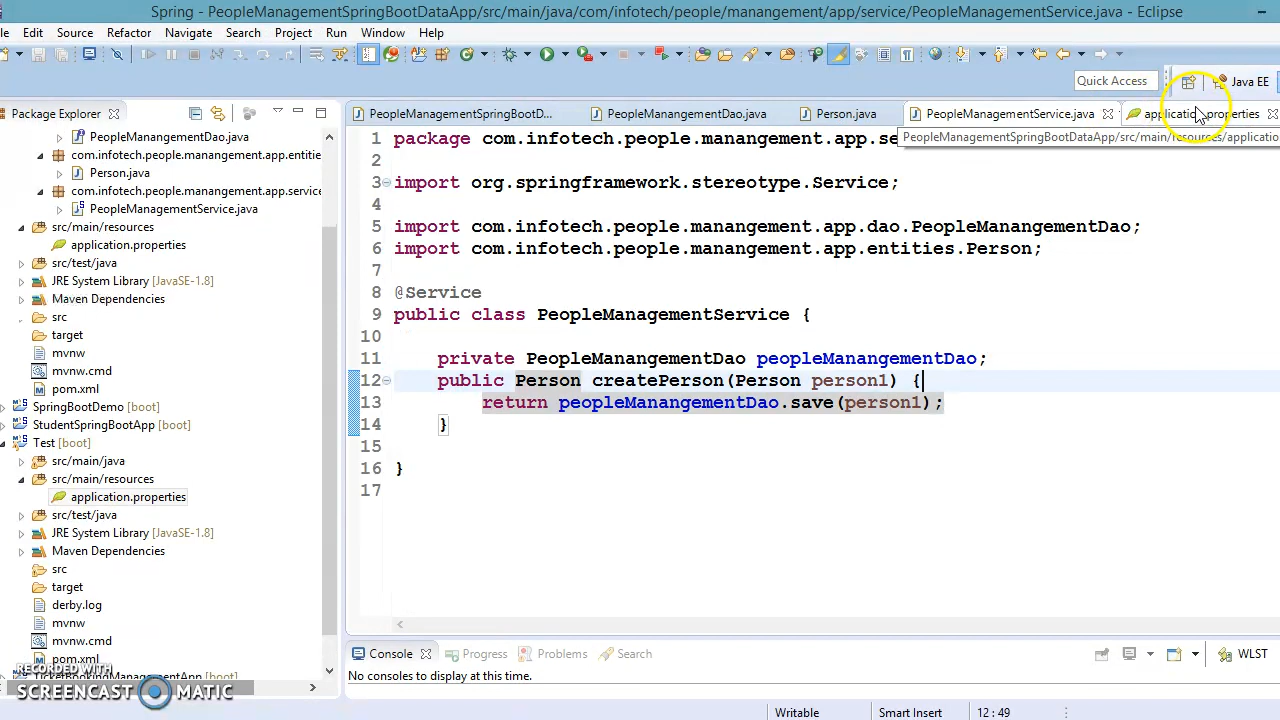 Spring - PeopleManagementSpringBootDataApp/src/main/java/com/infotech/people/manangement/app/service/PeopleManagementService.java - Eclipse
Edit Source Refactor Navigate Search Project Run Window Help
Quick Access
Java EE
Package Explorer
PeopleManangementDao.java
com.infotech.people.manangement.app.entitie
Person.java
com.infotech.people.manangement.app.service
PeopleManagementService.java
src/main/resources
application.properties
src/test/java
JRE System Library [JavaSE-1.8]
Maven Dependencies
src
target
mvnw
mvnw.cmd
pom.xml
SpringBootDemo [boot]
StudentSpringBootApp [boot]
Test [boot]
src/main/java
src/main/resources
application.properties
src/test/java
JRE System Library [JavaSE-1.8]
Maven Dependencies
src
target
derby.log
mvnw
mvnw.cmd
pom.xml
TicketBookingManagementApp [boot]
PeopleManagementSpringBootD...
PeopleManangementDao.java
Person.java
PeopleManagementService.java
application.properties
PeopleManagementSpringBootDataApp/src/main/resources/applicatio
1 package com.infotech.people.manangement.app.se
2
3 import org.springframework.stereotype.Service;
4
5 import com.infotech.people.manangement.app.dao.PeopleManangementDao;
6 import com.infotech.people.manangement.app.entities.Person;
7
8 @Service
9 public class PeopleManagementService {
10
11 private PeopleManangementDao peopleManangementDao;
12 public Person createPerson(Person person1) {
13 return peopleManangementDao.save(person1);
14 }
15
16 }
17
Console Progress Problems Search
WLST
No consoles to display at this time.
Writable Smart Insert 12 : 49
RECORDED WITH
SCREENCAST MATIC